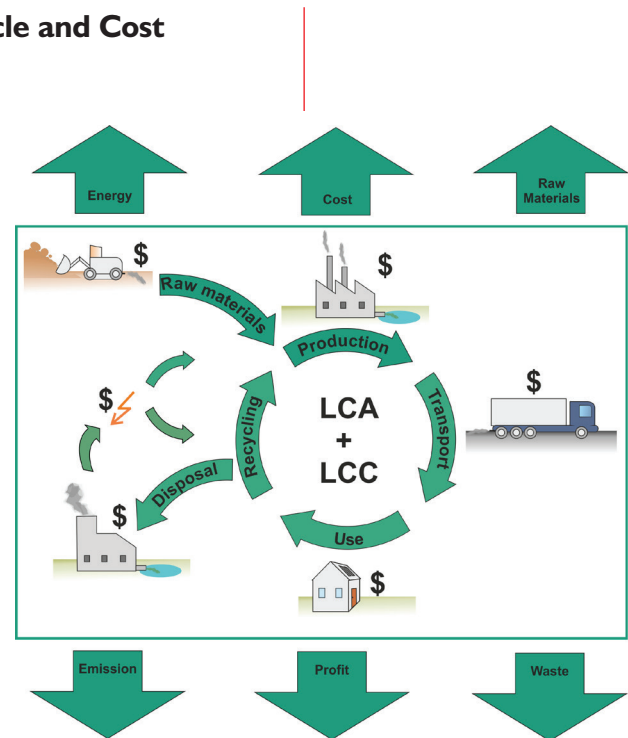 cle and Cost
Energy
Cost
Raw
Materials
$
$
Raw materials
Production
$
$
Recycling
LCA
+
LCC
Transport
Disposal
$
Use
$
Emission
Profit
Waste